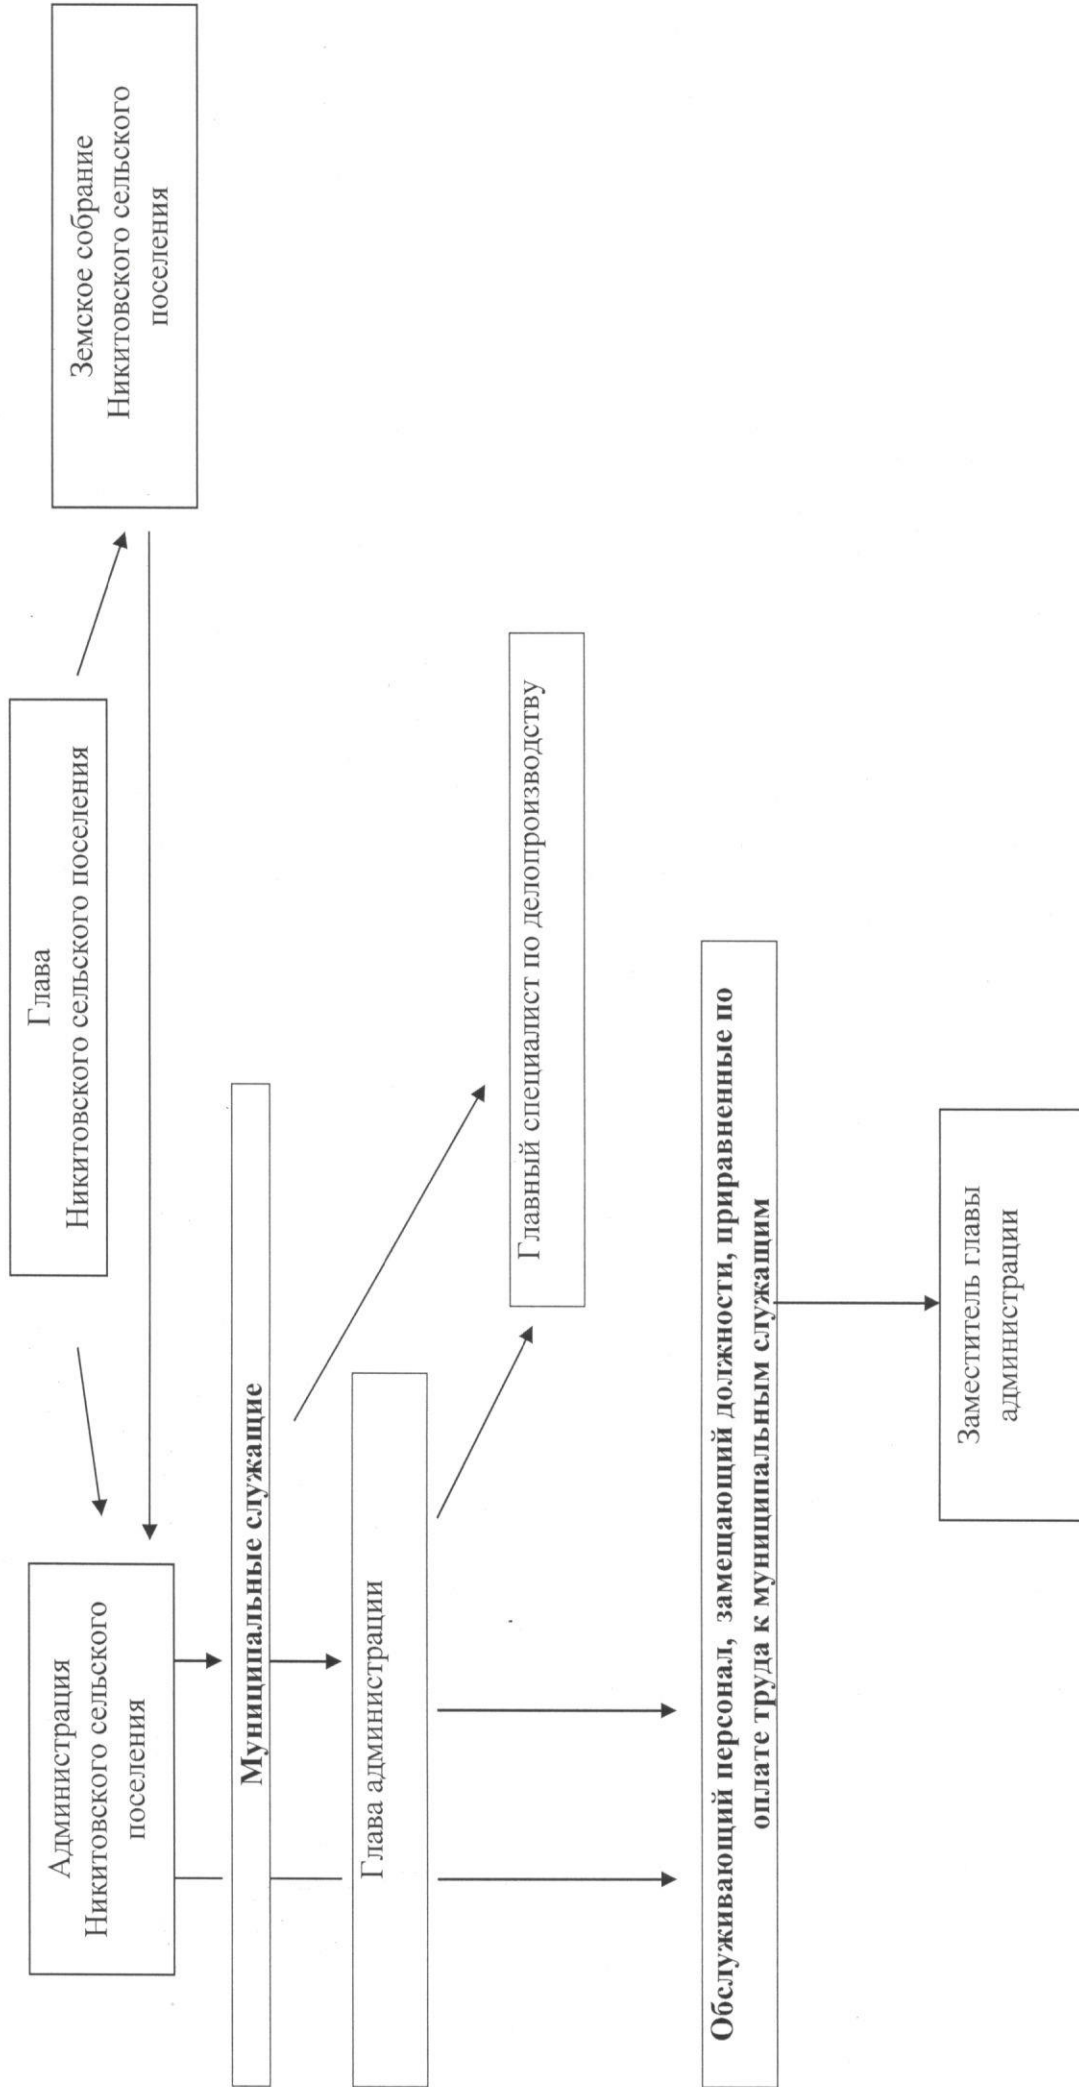 Глава
Никитовского сельского поселения
Администрация
Никитовского сельского
поселения
Земское собрание
Никитовского сельского
поселения
Муниципальные служащие
Глава администрации
Главный специалист по делопроизводству
Обслуживающий персонал, замещающий должности, приравненные по
оплате труда к муниципальным служащим
Заместитель главы
администрации